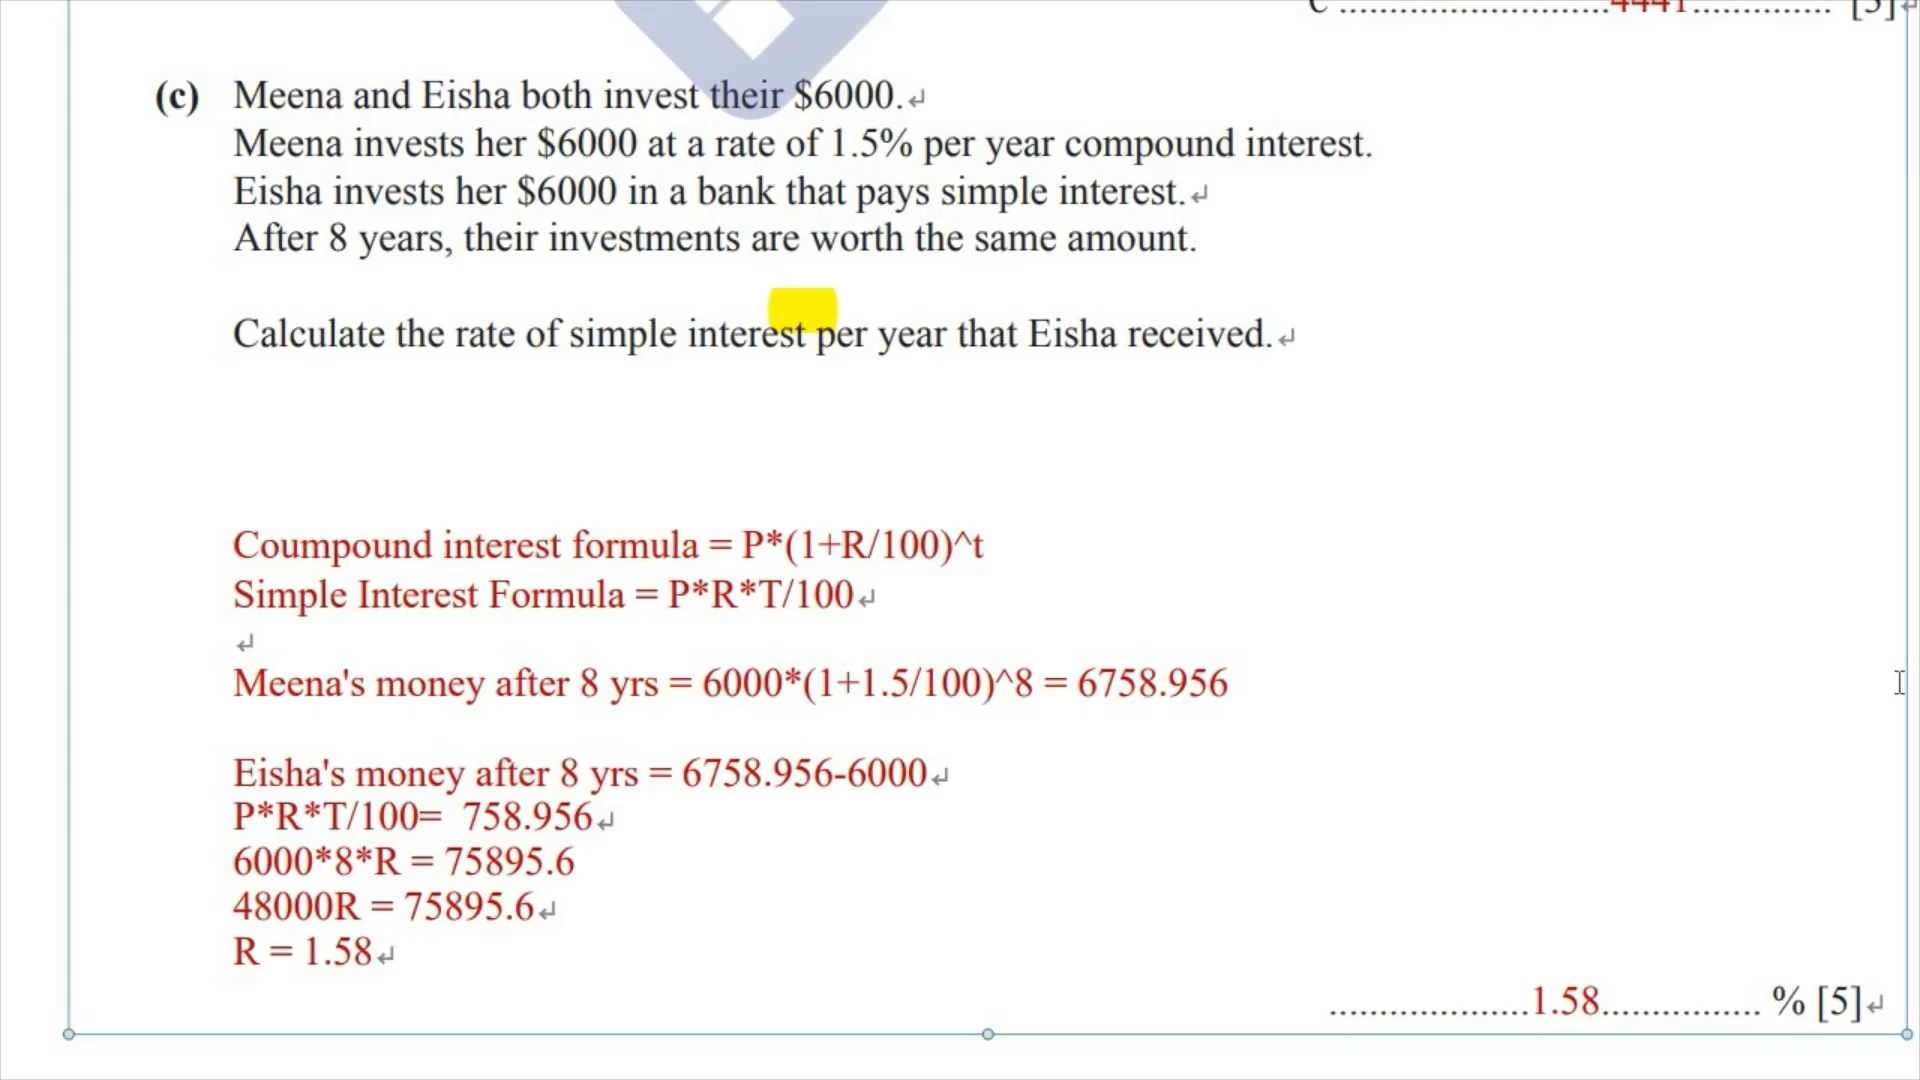 C ..............................4441............... [5]
(c) Meena and Eisha both invest their $6000.
Meena invests her $6000 at a rate of 1.5% per year compound interest.
Eisha invests her $6000 in a bank that pays simple interest.
After 8 years, their investments are worth the same amount.
Calculate the rate of simple interest per year that Eisha received.
Coumpound interest formula = P*(1+R/100)^t
Simple Interest Formula = P*R*T/100
Meena's money after 8 yrs = 6000*(1+1.5/100)^8 = 6758.956
Eisha's money after 8 yrs = 6758.956-6000
P*R*T/100= 758.956
6000*8*R = 75895.6
48000R = 75895.6
R = 1.58
...................1.58............... % [5]